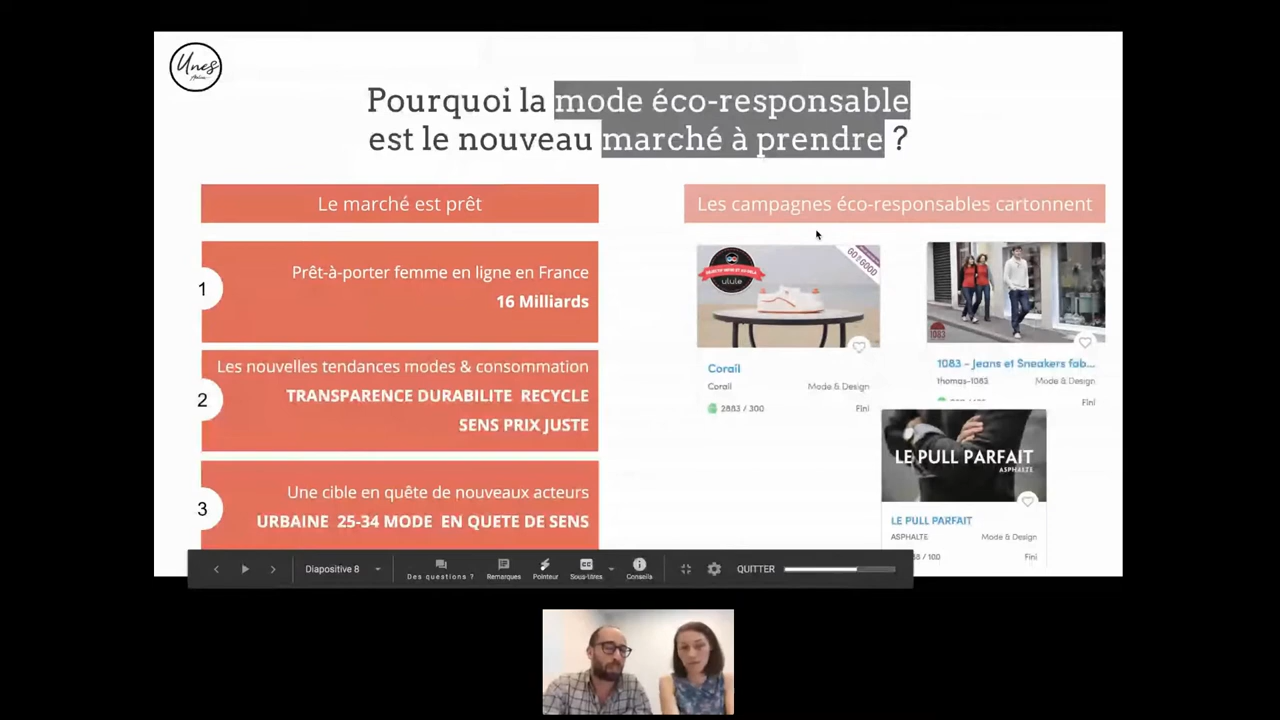 Unes
Pourquoi la mode éco-responsable
est le nouveau marché à prendre ?
Le marché est prêt
1
Prêt-à-porter femme en ligne en France
16 Milliards
2
Les nouvelles tendances modes & consommation
TRANSPARENCE DURABILITE RECYCLE
SENS PRIX JUSTE
3
Une cible en quête de nouveaux acteurs
URBAINE 25-34 MODE EN QUETE DE SENS
Les campagnes éco-responsables cartonnent
ulule
GOOD
Corail
Corail
Mode & Design
2883 / 300
Fini
1083
1083 - Jeans et Sneakers fab...
thomas-1083
Mode & Design
Fini
LE PULL PARFAIT
ASPHALTE
LE PULL PARFAIT
ASPHALTE
Mode & Design
/ 100
Fini
Diapositive 8
Des questions ?
Remarques
Pointeur
CC
Sous-titres
Conseils
QUITTER